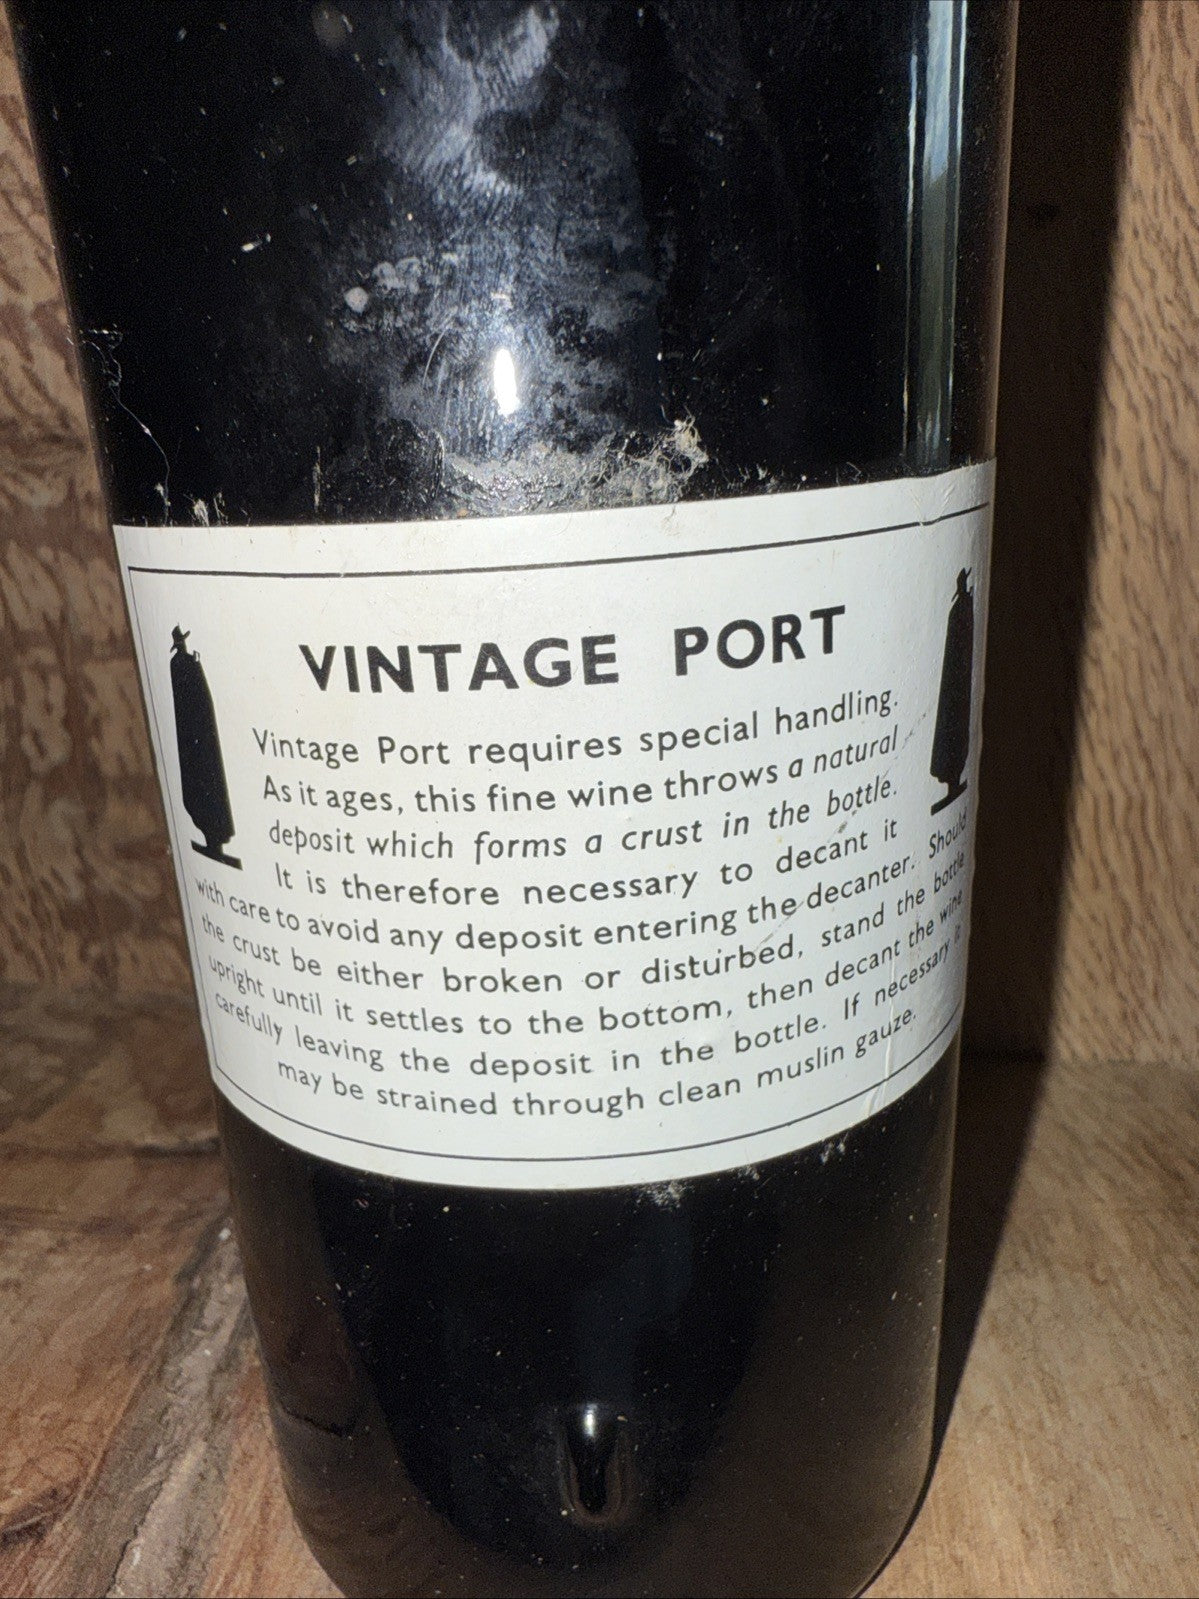 VINTAGE PORT
Vintage Port requires special handling.
As it ages, this fine wine throws a natural
deposit which forms a crust in the bottle.
It is therefore necessary to decant it
with care to avoid any deposit entering the decanter. Should
the crust be either broken or disturbed, stand the bottle
upright until it settles to the bottom, then decant the wine
carefully leaving the deposit in the bottle. If necessary it
may be strained through clean muslin gauze.